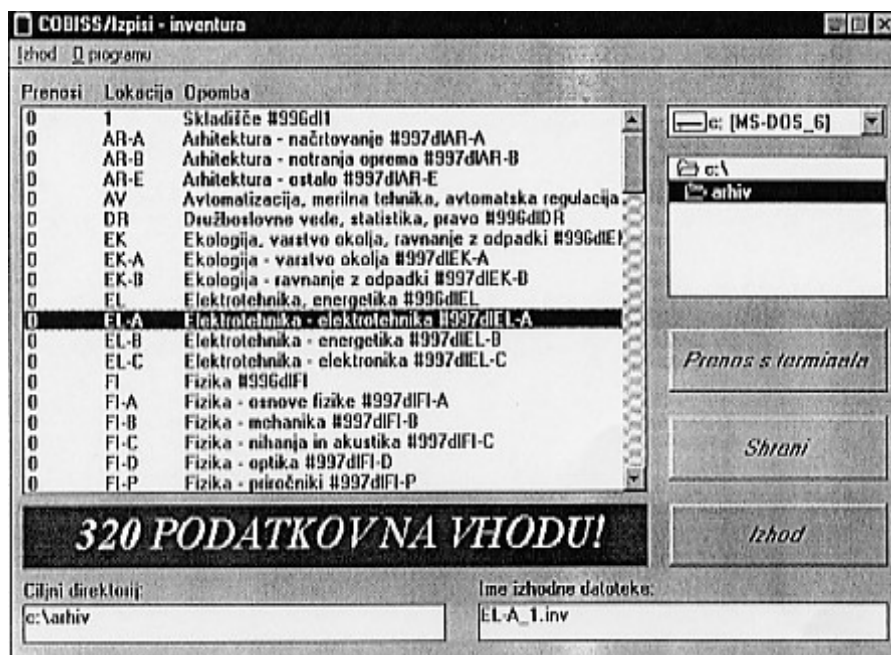 COBISS/Izpisi - inventura
Izhod O programu
Prenosi Lokacija Opomba
0 1 Skladišče #996dl1
0 AR-A Arhitektura - načrtovanje #997dlAR-A
0 AR-B Arhitektura - notranja oprema #997dlAR-B
0 AR-E Arhitektura - ostalo #997dlAR-E
0 AV Avtomatizacija, merilna tehnika, avtomatska regulacija
0 DR Družboslovne vede, statistika, pravo #996dlDR
0 EK Ekologija, varstvo okolja, ravnanje z odpadki #996dlEK
0 EK-A Ekologija - varstvo okolja #997dlEK-A
0 EK-B Ekologija - ravnanje z odpadki #997dlEK-B
0 EL Elektrotehnika, energetika #996dlEL
0 EL-A Elektrotehnika - elektrotehnika #997dlEL-A
0 EL-B Elektrotehnika - energetika #997dlEL-B
0 EL-C Elektrotehnika - elektronika #997dlEL-C
0 FI Fizika #996dlFI
0 FI-A Fizika - osnove fizike #997dlFI-A
0 FI-B Fizika - mehanika #997dlFI-B
0 FI-C Fizika - nihanja in akustika #997dlFI-C
0 FI-D Fizika - optika #997dlFI-D
0 FI-P Fizika - priročniki #997dlFI-P
c: [MS-DOS_6]
c:\
arhiv
Prenos s terminala
Shrani
Izhod
320 PODATKOV NA VHODU!
Ciljni direktorij:
c:\arhiv
Ime izhodne datoteke:
EL-A_1.inv